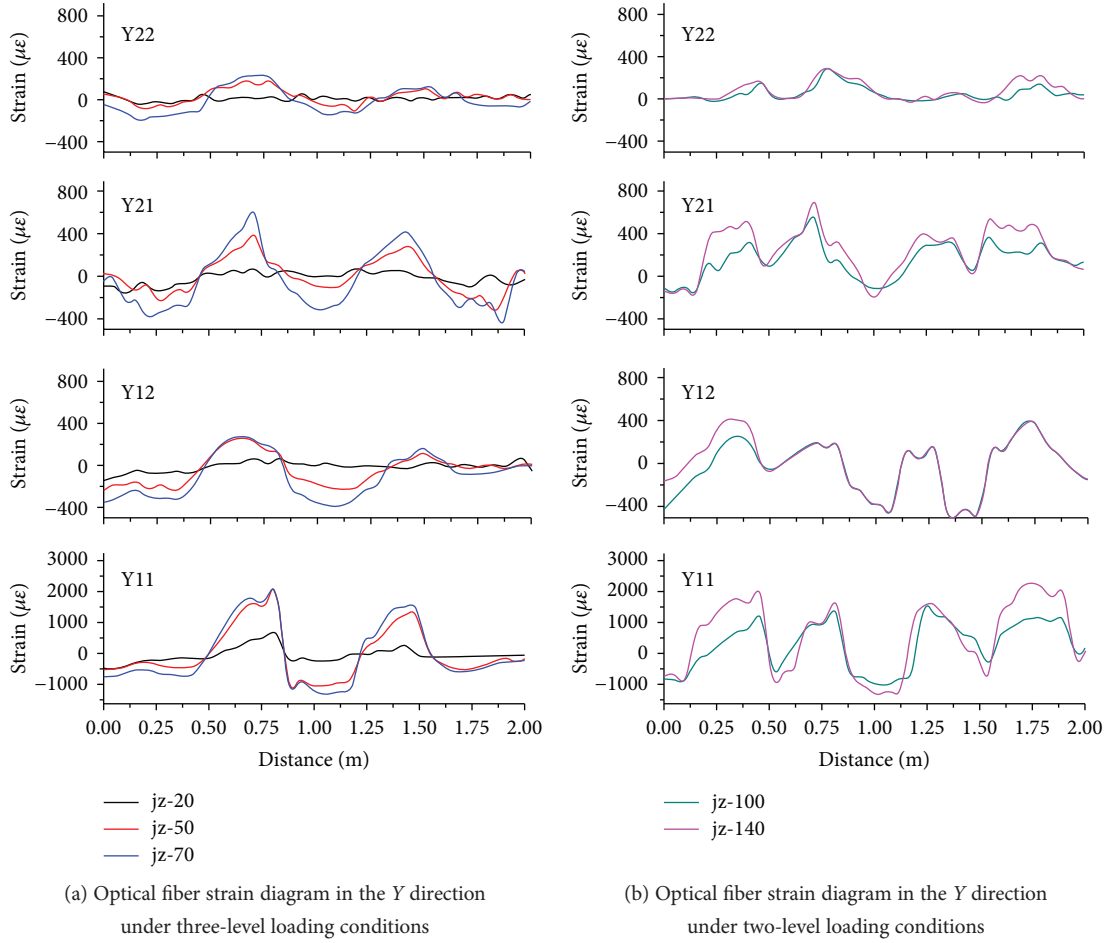 800
400
0
−400
Strain (με)
Y22
800
400
0
−400
Strain (με)
Y21
800
400
0
−400
Strain (με)
Y12
3000
2000
1000
0
−1000
Strain (με)
Y11
0.00 0.25 0.50 0.75 1.00 1.25 1.50 1.75 2.00
Distance (m)
jz-20
jz-50
jz-70
(a) Optical fiber strain diagram in the Y direction
under three-level loading conditions
800
400
0
−400
Strain (με)
Y22
800
400
0
−400
Strain (με)
Y21
800
400
0
−400
Strain (με)
Y12
3000
2000
1000
0
−1000
Strain (με)
Y11
0.00 0.25 0.50 0.75 1.00 1.25 1.50 1.75 2.00
Distance (m)
jz-100
jz-140
(b) Optical fiber strain diagram in the Y direction
under two-level loading conditions